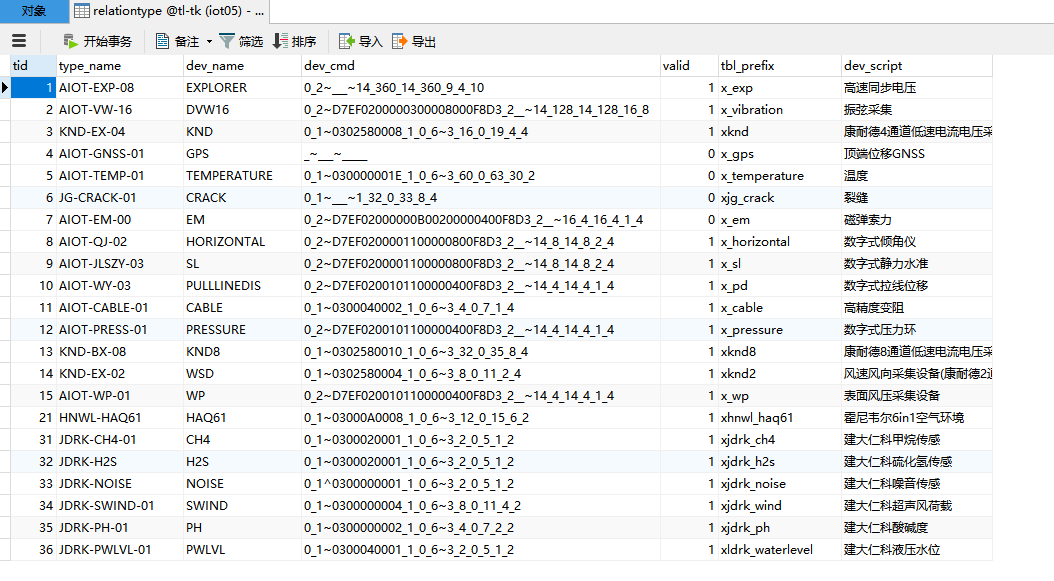 对象 relationtype @tl-tk (iot05) - ...
开始事务 备注 筛选 排序 导入 导出
tid type_name dev_name dev_cmd valid tbl_prefix dev_script
1 AIOT-EXP-08 EXPLORER 0_2~___~14_360_14_360_9_4_10 1 x_exp 高速同步电压
2 AIOT-VW-16 DVW16 0_2~D7EF0200000300008000F8D3_2__~14_128_14_128_16_8 1 x_vibration 振弦采集
3 KND-EX-04 KND 0_1~0302580008_1_0_6~3_16_0_19_4_4 1 xknd 康耐德4通道低速电流电压采
4 AIOT-GNSS-01 GPS _~___~____ 0 x_gps 顶端位移GNSS
5 AIOT-TEMP-01 TEMPERATURE 0_1~030000001E_1_0_6~3_60_0_63_30_2 0 x_temperature 温度
6 JG-CRACK-01 CRACK 0_1~___~1_32_0_33_8_4 0 xjg_crack 裂缝
7 AIOT-EM-00 EM 0_2~D7EF02000000B00200000400F8D3_2__~16_4_16_4_1_4 0 x_em 磁弹索力
8 AIOT-QJ-02 HORIZONTAL 0_2~D7EF0200001100000800F8D3_2__~14_8_14_8_2_4 1 x_horizontal 数字式倾角仪
9 AIOT-JLSZY-03 SL 0_2~D7EF0200001100000800F8D3_2__~14_8_14_8_2_4 1 x_sl 数字式静力水准
10 AIOT-WY-03 PULLLINEDIS 0_2~D7EF0200101100000400F8D3_2__~14_4_14_4_1_4 1 x_pd 数字式拉线位移
11 AIOT-CABLE-01 CABLE 0_1~0300040002_1_0_6~3_4_0_7_1_4 1 x_cable 高精度变阻
12 AIOT-PRESS-01 PRESSURE 0_2~D7EF0200101100000400F8D3_2__~14_4_14_4_1_4 1 x_pressure 数字式压力环
13 KND-BX-08 KND8 0_1~0302580010_1_0_6~3_32_0_35_8_4 1 xknd8 康耐德8通道低速电流电压采
14 KND-EX-02 WSD 0_1~0302580004_1_0_6~3_8_0_11_2_4 1 xknd2 风速风向采集设备(康耐德2通
15 AIOT-WP-01 WP 0_2~D7EF0200101100000400F8D3_2__~14_4_14_4_1_4 1 x_wp 表面风压采集设备
21 HNWL-HAQ61 HAQ61 0_1~03000A0008_1_0_6~3_12_0_15_6_2 1 xhnwl_haq61 霍尼韦尔6in1空气环境
31 JDRK-CH4-01 CH4 0_1~0300020001_1_0_6~3_2_0_5_1_2 1 xjdrk_ch4 建大仁科甲烷传感
32 JDRK-H2S H2S 0_1~0300020001_1_0_6~3_2_0_5_1_2 1 xjdrk_h2s 建大仁科硫化氢传感
33 JDRK-NOISE NOISE 0_1^0300000001_1_0_6~3_2_0_5_1_2 1 xjdrk_noise 建大仁科噪音传感
34 JDRK-SWIND-01 SWIND 0_1~0300000004_1_0_6~3_8_0_11_4_2 1 xjdrk_wind 建大仁科超声风荷载
35 JDRK-PH-01 PH 0_1~0300000002_1_0_6~3_4_0_7_2_2 1 xjdrk_ph 建大仁科酸碱度
36 JDRK-PWLVL-01 PWLVL 0_1~0300040001_1_0_6~3_2_0_5_1_2 1 xldrk_waterlevel 建大仁科液压水位